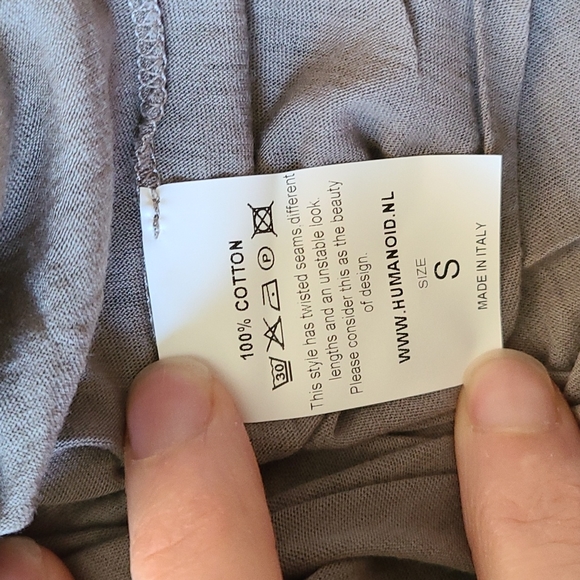 100% COTTON
30 P
This style has twisted seams.different
lengths and an unstable look.
Please consider this as the beauty
of design.
WWW.HUMANOID.NL
SIZE
S
MADE IN ITALY